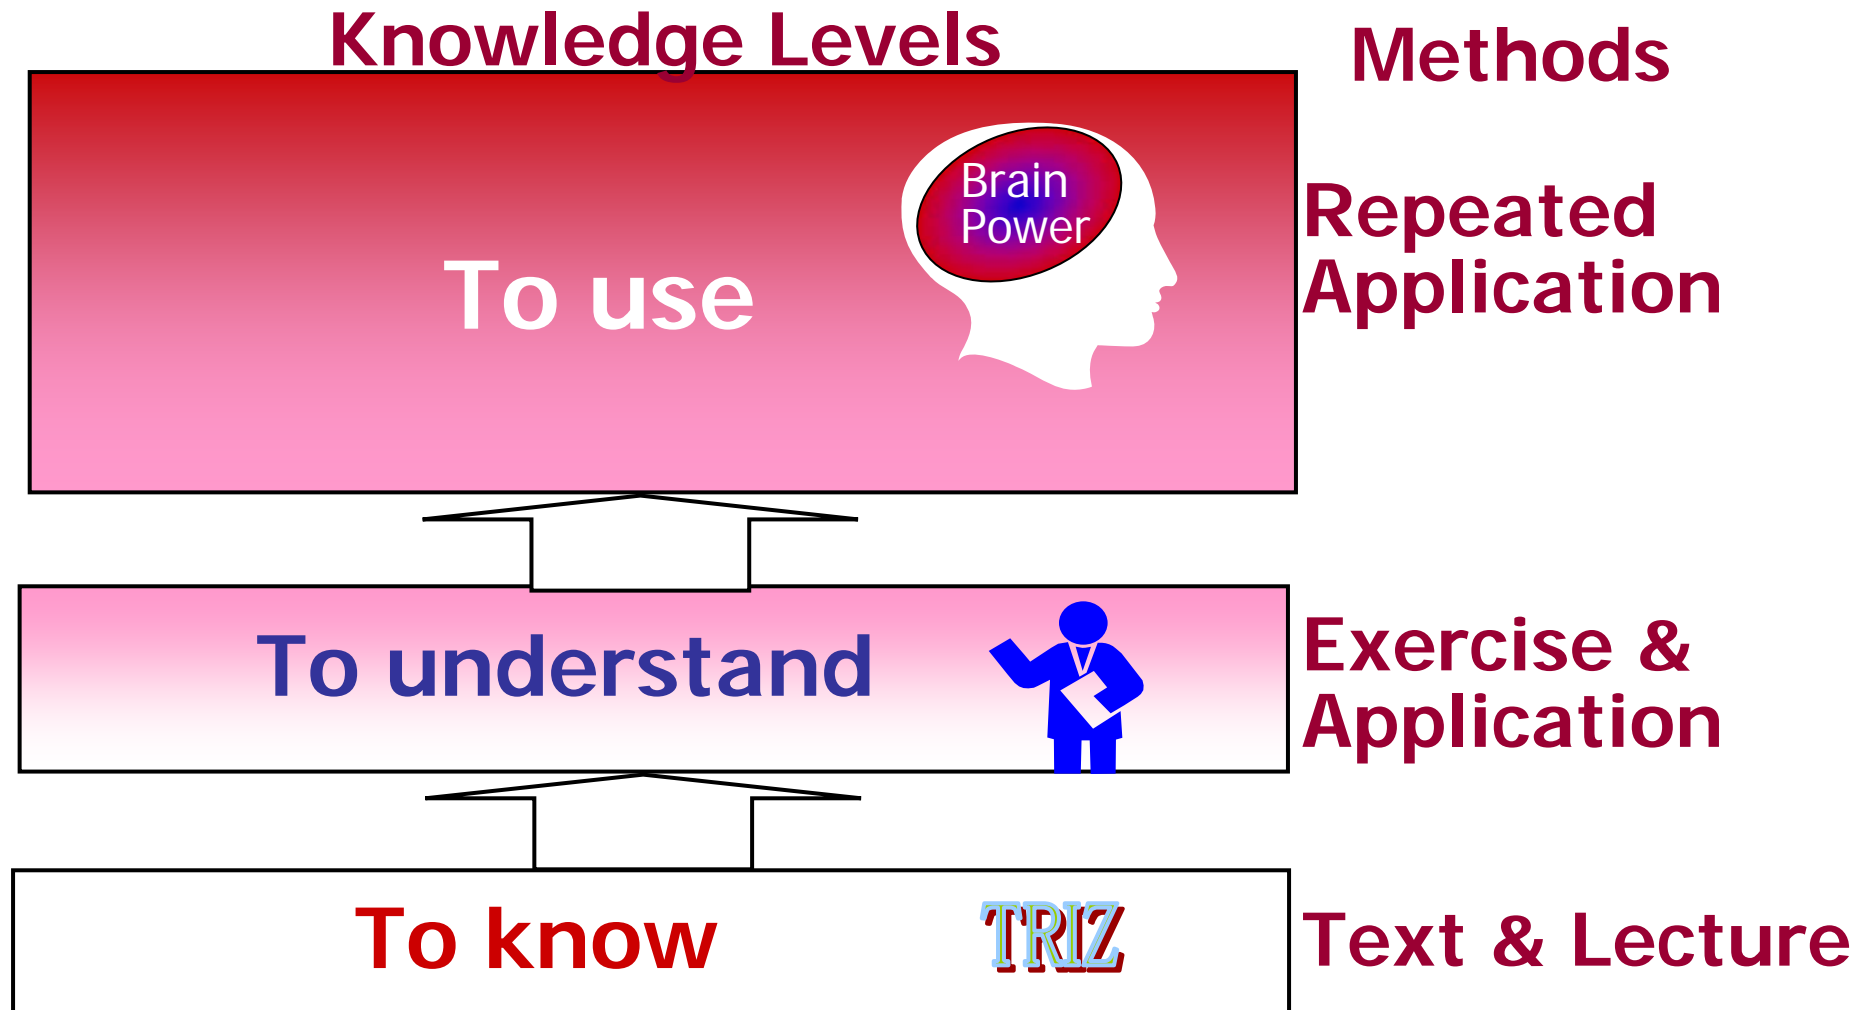 Knowledge Levels
Methods
Brain
Power
To use
Repeated
Application
To understand
Exercise &
Application
To know
TRIZ
Text & Lecture